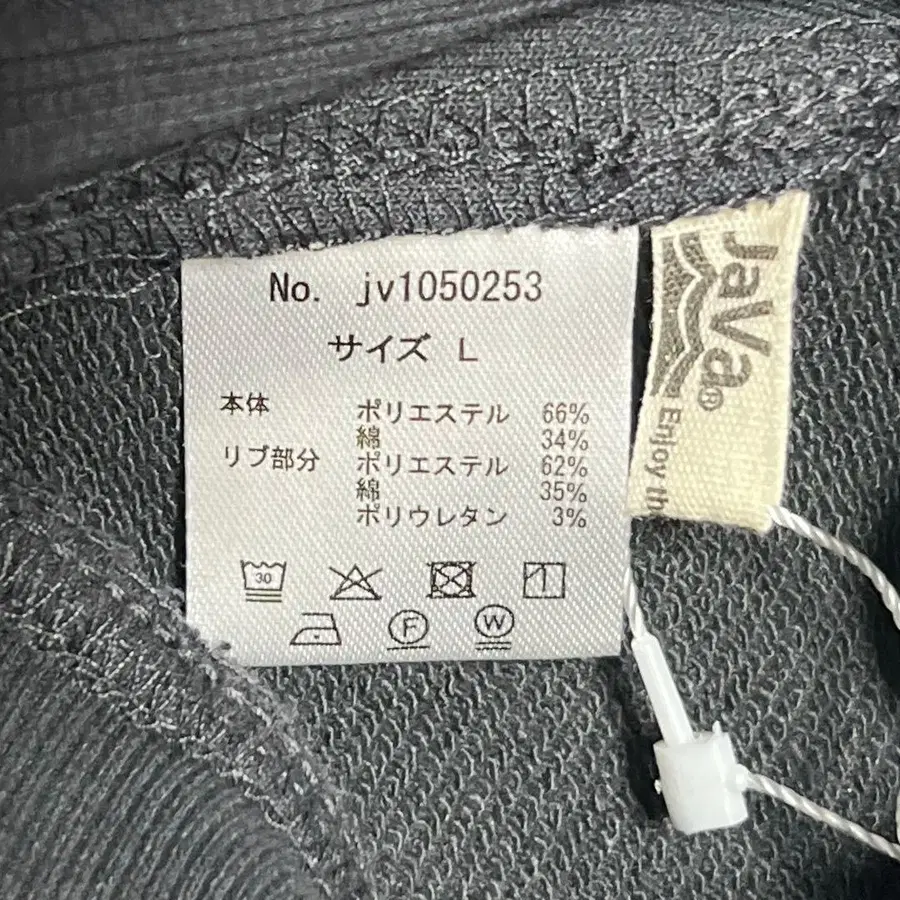 No. jv1050253
サイズ L
本体 ポリエステル 66%
綿 34%
リブ部分 ポリエステル 62%
綿 35%
ポリウレタン 3%
30
1
F
W
JaVa®
Enjoy